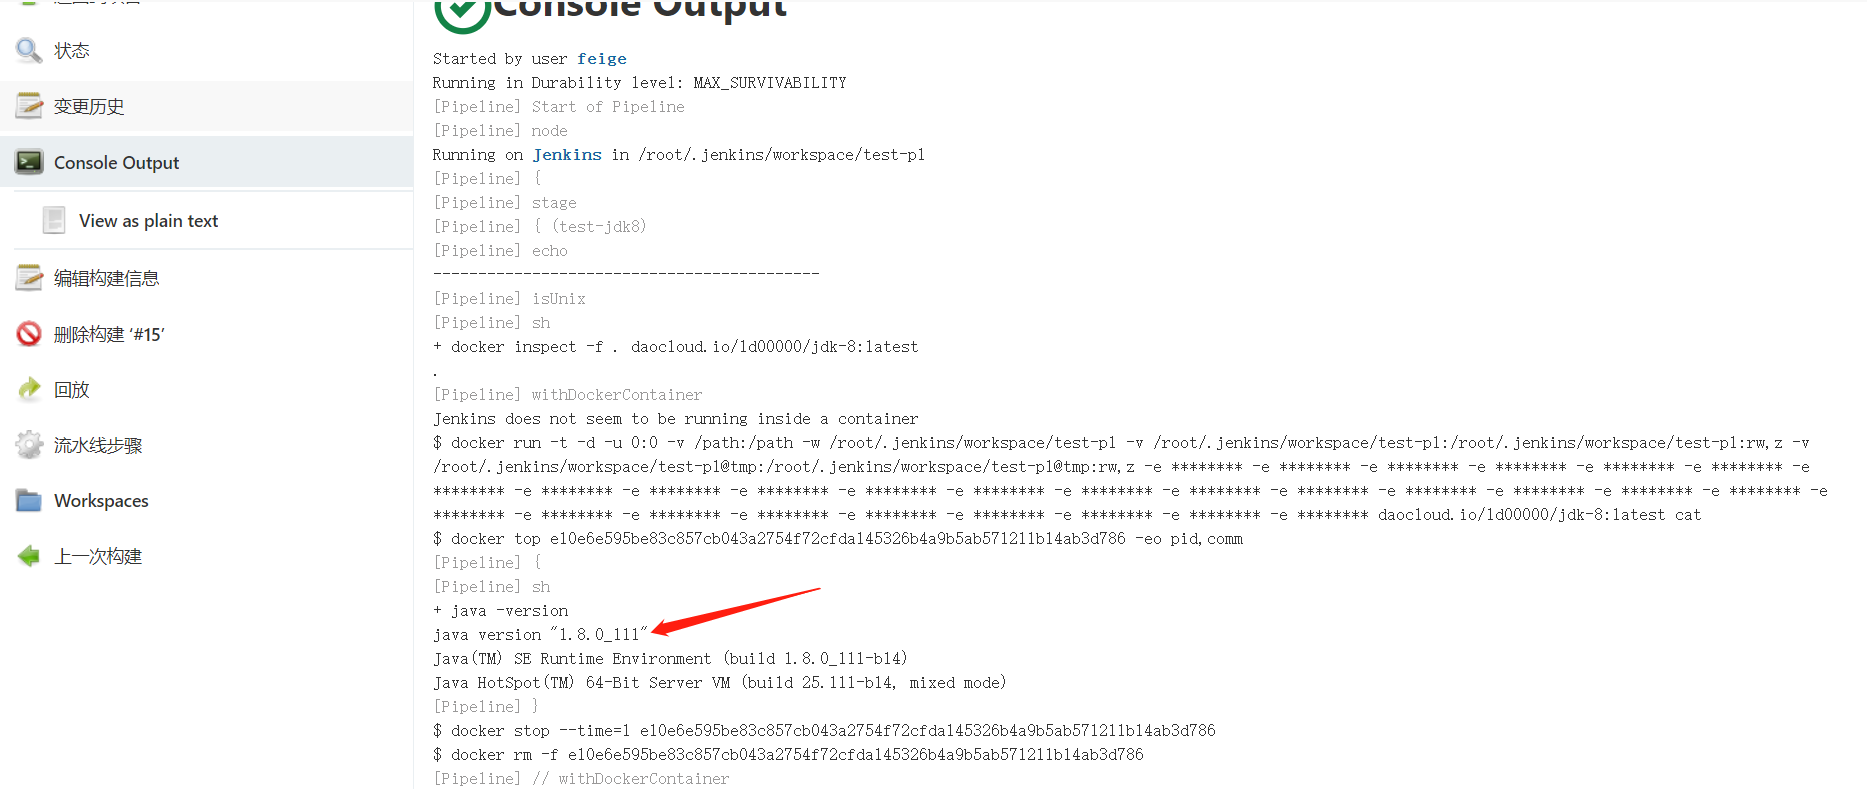 状态
变更历史
Console Output
View as plain text
编辑构建信息
删除构建 ‘#15’
回放
流水线步骤
Workspaces
上一次构建
Console Output
Started by user feige
Running in Durability level: MAX_SURVIVABILITY
[Pipeline] Start of Pipeline
[Pipeline] node
Running on Jenkins in /root/.jenkins/workspace/test-p1
[Pipeline] {
[Pipeline] stage
[Pipeline] { (test-jdk8)
[Pipeline] echo
-------------------------------------------
[Pipeline] isUnix
[Pipeline] sh
+ docker inspect -f . daocloud.io/ld00000/jdk-8:latest
.
[Pipeline] withDockerContainer
Jenkins does not seem to be running inside a container
$ docker run -t -d -u 0:0 -v /path:/path -w /root/.jenkins/workspace/test-p1 -v /root/.jenkins/workspace/test-p1:/root/.jenkins/workspace/test-p1:rw,z -v
/root/.jenkins/workspace/test-p1@tmp:/root/.jenkins/workspace/test-p1@tmp:rw,z -e ******** -e ******** -e ******** -e ******** -e ******** -e ******** -e
******** -e ******** -e ******** -e ******** -e ******** -e ******** -e ******** -e ******** -e ******** -e ******** -e ******** -e ******** -e
******** -e ******** -e ******** -e ******** -e ******** -e ******** -e ******** -e ******** -e ******** daocloud.io/ld00000/jdk-8:latest cat
$ docker top e10e6e595be83c857cb043a2754f72cfda145326b4a9b5ab571211b14ab3d786 -eo pid,comm
[Pipeline] {
[Pipeline] sh
+ java -version
java version "1.8.0_111"
Java(TM) SE Runtime Environment (build 1.8.0_111-b14)
Java HotSpot(TM) 64-Bit Server VM (build 25.111-b14, mixed mode)
[Pipeline] }
$ docker stop --time=1 e10e6e595be83c857cb043a2754f72cfda145326b4a9b5ab571211b14ab3d786
$ docker rm -f e10e6e595be83c857cb043a2754f72cfda145326b4a9b5ab571211b14ab3d786
[Pipeline] // withDockerContainer